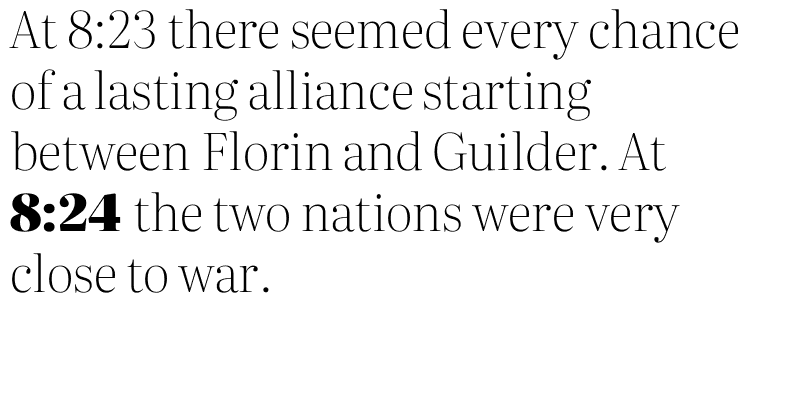 At 8:23 there seemed every chance
of a lasting alliance starting
between Florin and Guilder. At
8:24 the two nations were very
close to war.